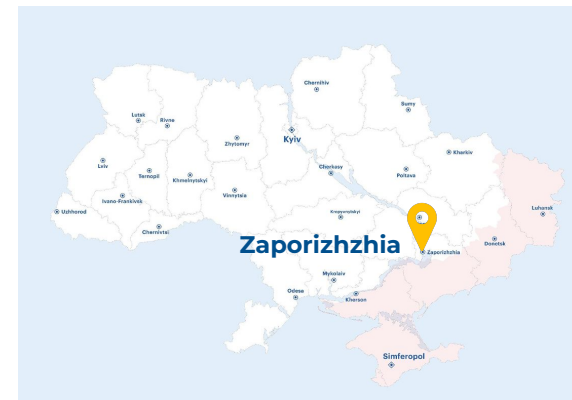 Chernihiv
Sumy
Lutsk
Rivne
Kyiv
Zhytomyr
Kharkiv
Lviv
Ternopil
Khmelnytskyi
Cherkasy
Poltava
Vinnytsia
Ivano-Frankivsk
Uzhhorod
Chernivtsi
Kropyvnytskyi
Luhansk
Zaporizhzhia
Zaporizhzhia
Donetsk
Mykolaiv
Odesa
Kherson
Simferopol